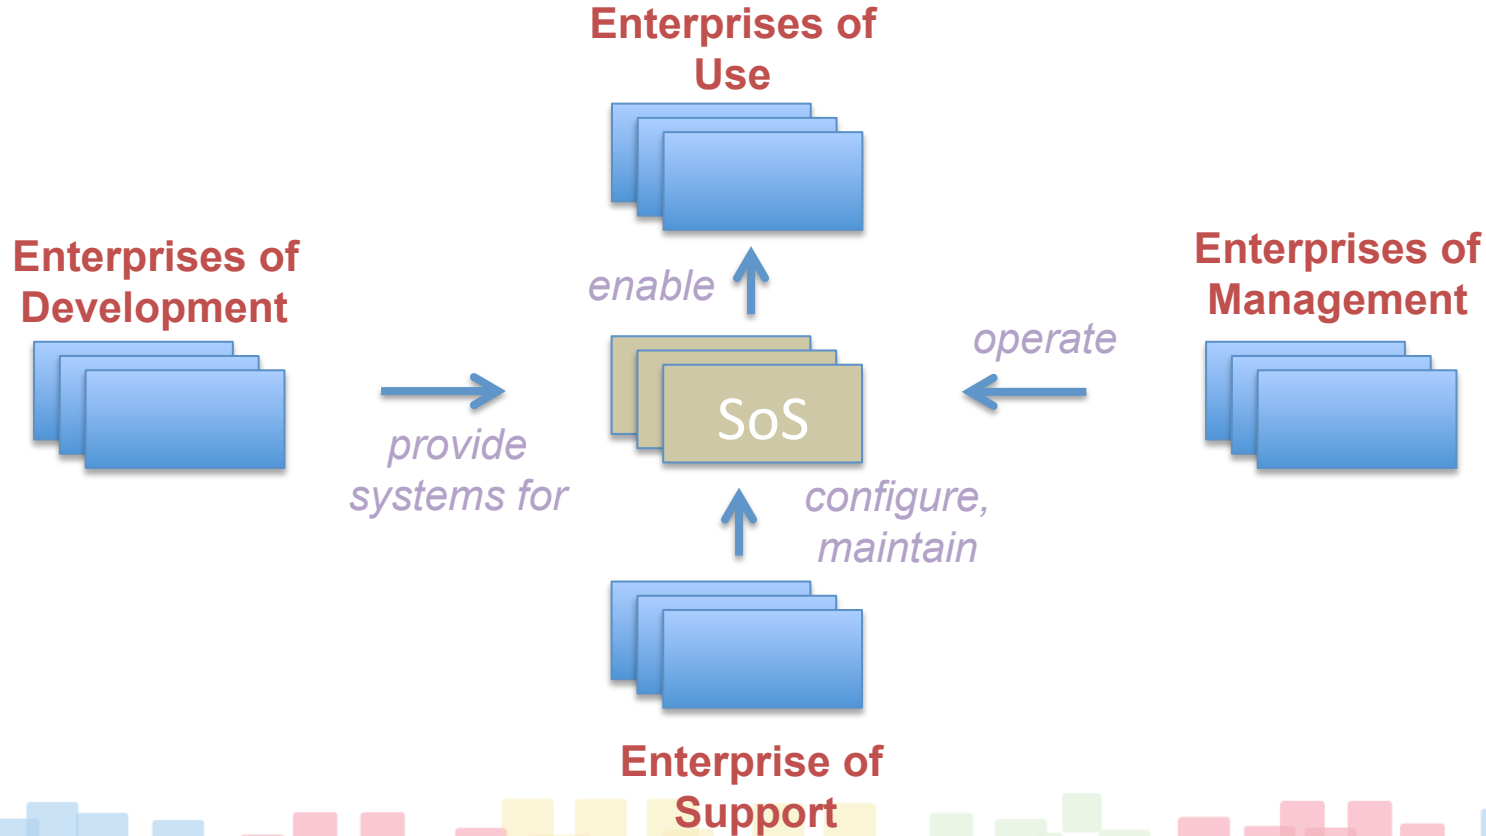 Enterprises of
Use
Enterprises of
Development
enable
Enterprises of
Management
operate
SoS
provide
systems for
configure,
maintain
Enterprise of
Support